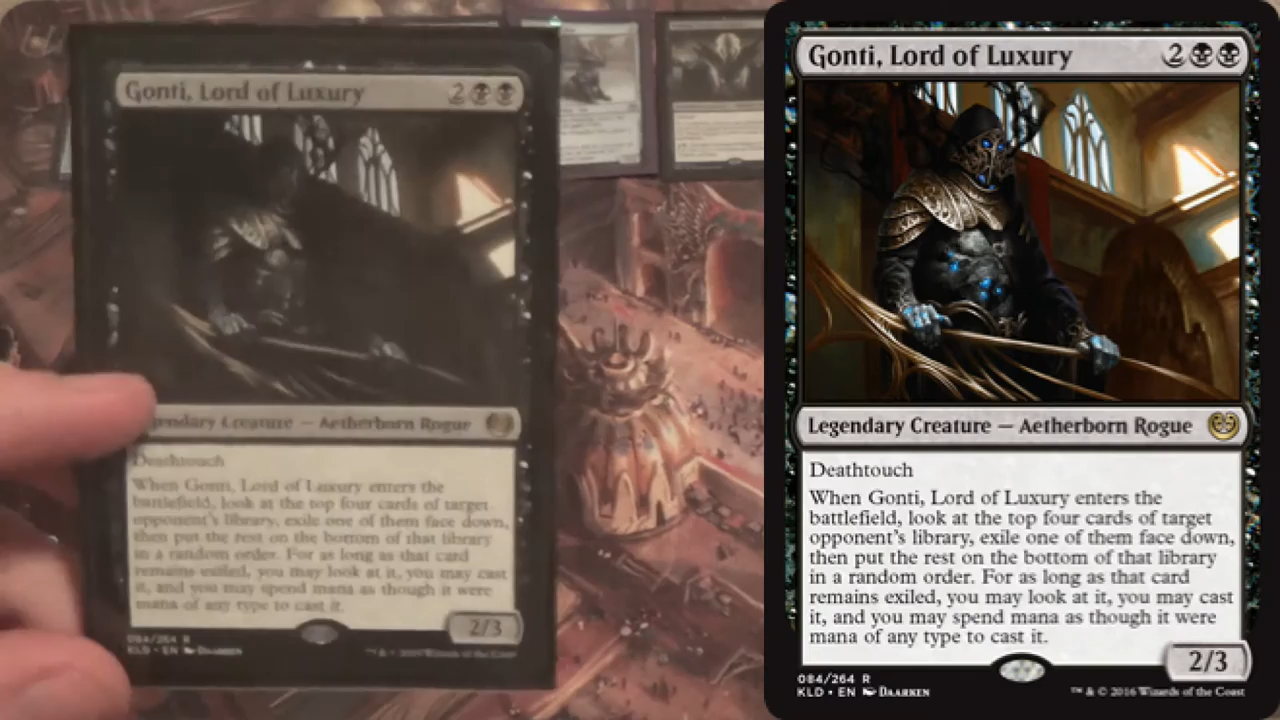 Gonti, Lord of Luxury 2
Legendary Creature — Aetherborn Rogue
Deathtouch
When Gonti, Lord of Luxury enters the
battlefield, look at the top four cards of target
opponent's library, exile one of them face down,
then put the rest on the bottom of that library
in a random order. For as long as that card
remains exiled, you may look at it, you may cast
it, and you may spend mana as though it were
mana of any type to cast it.
2/3
084/264 R
KLD • EN DAARKEN
Gonti, Lord of Luxury 2
Legendary Creature — Aetherborn Rogue
Deathtouch
When Gonti, Lord of Luxury enters the
battlefield, look at the top four cards of target
opponent's library, exile one of them face down,
then put the rest on the bottom of that library
in a random order. For as long as that card
remains exiled, you may look at it, you may cast
it, and you may spend mana as though it were
mana of any type to cast it.
2/3
084/264 R
KLD • EN DAARKEN
™ & © 2016 Wizards of the Coast